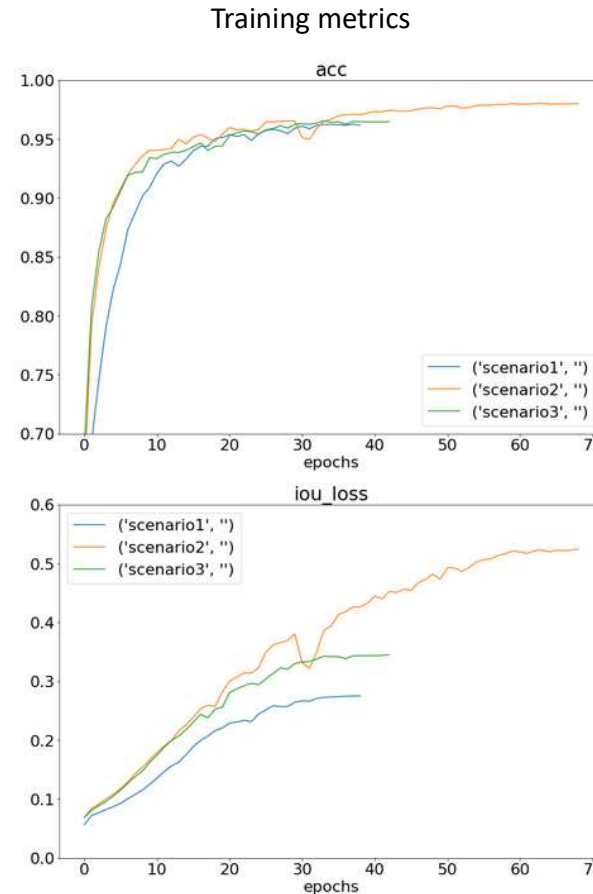 Training metrics
acc
1.00
0.95
0.90
0.85
0.80
0.75
0.70
('scenario1', '')
('scenario2', '')
('scenario3', '')
0 10 20 30 40 50 60
epochs
iou_loss
0.6
0.5
0.4
0.3
0.2
0.1
0.0
('scenario1', '')
('scenario2', '')
('scenario3', '')
0 10 20 30 40 50 60
epochs